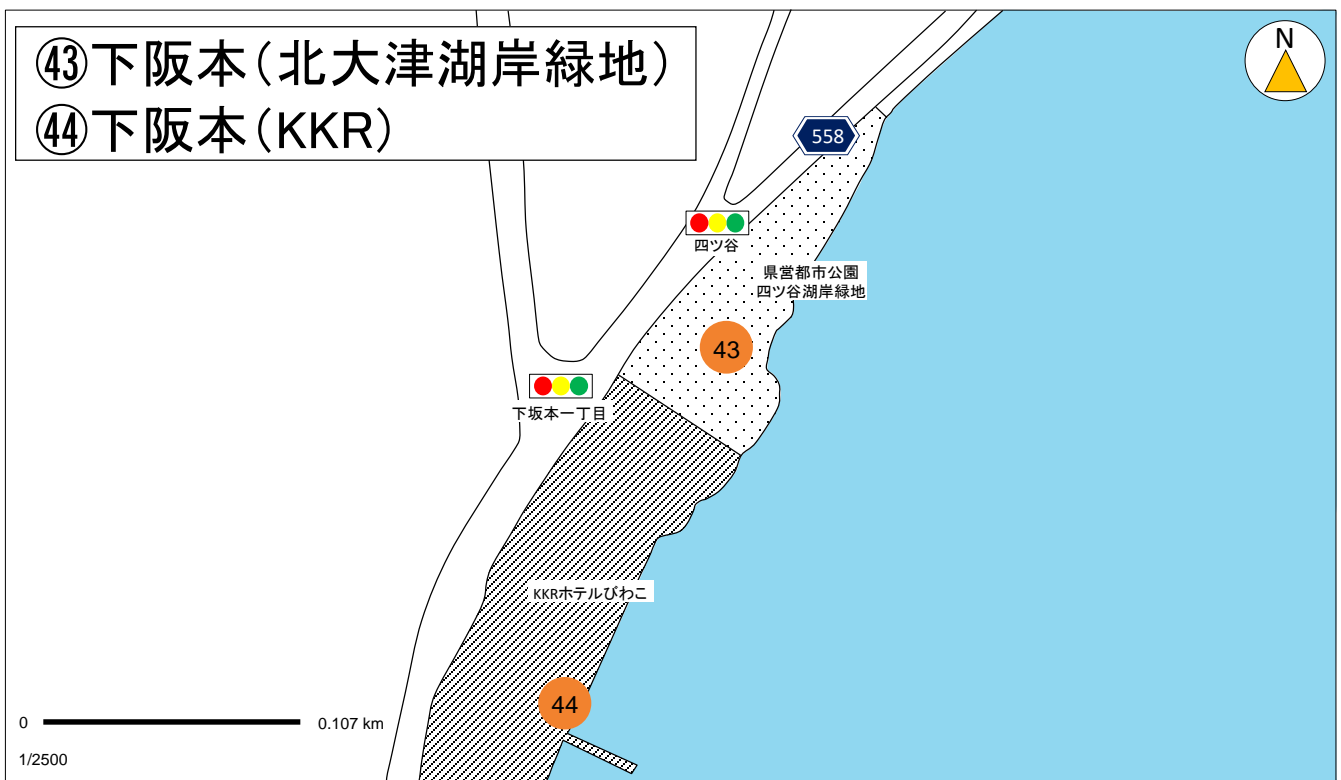 ㊸下阪本(北大津湖岸緑地)
㊹下阪本(KKR)
N
558
四ツ谷
県営都市公園
四ツ谷湖岸緑地
43
下坂本一丁目
KKRホテルびわこ
44
0 0.107 km
1/2500